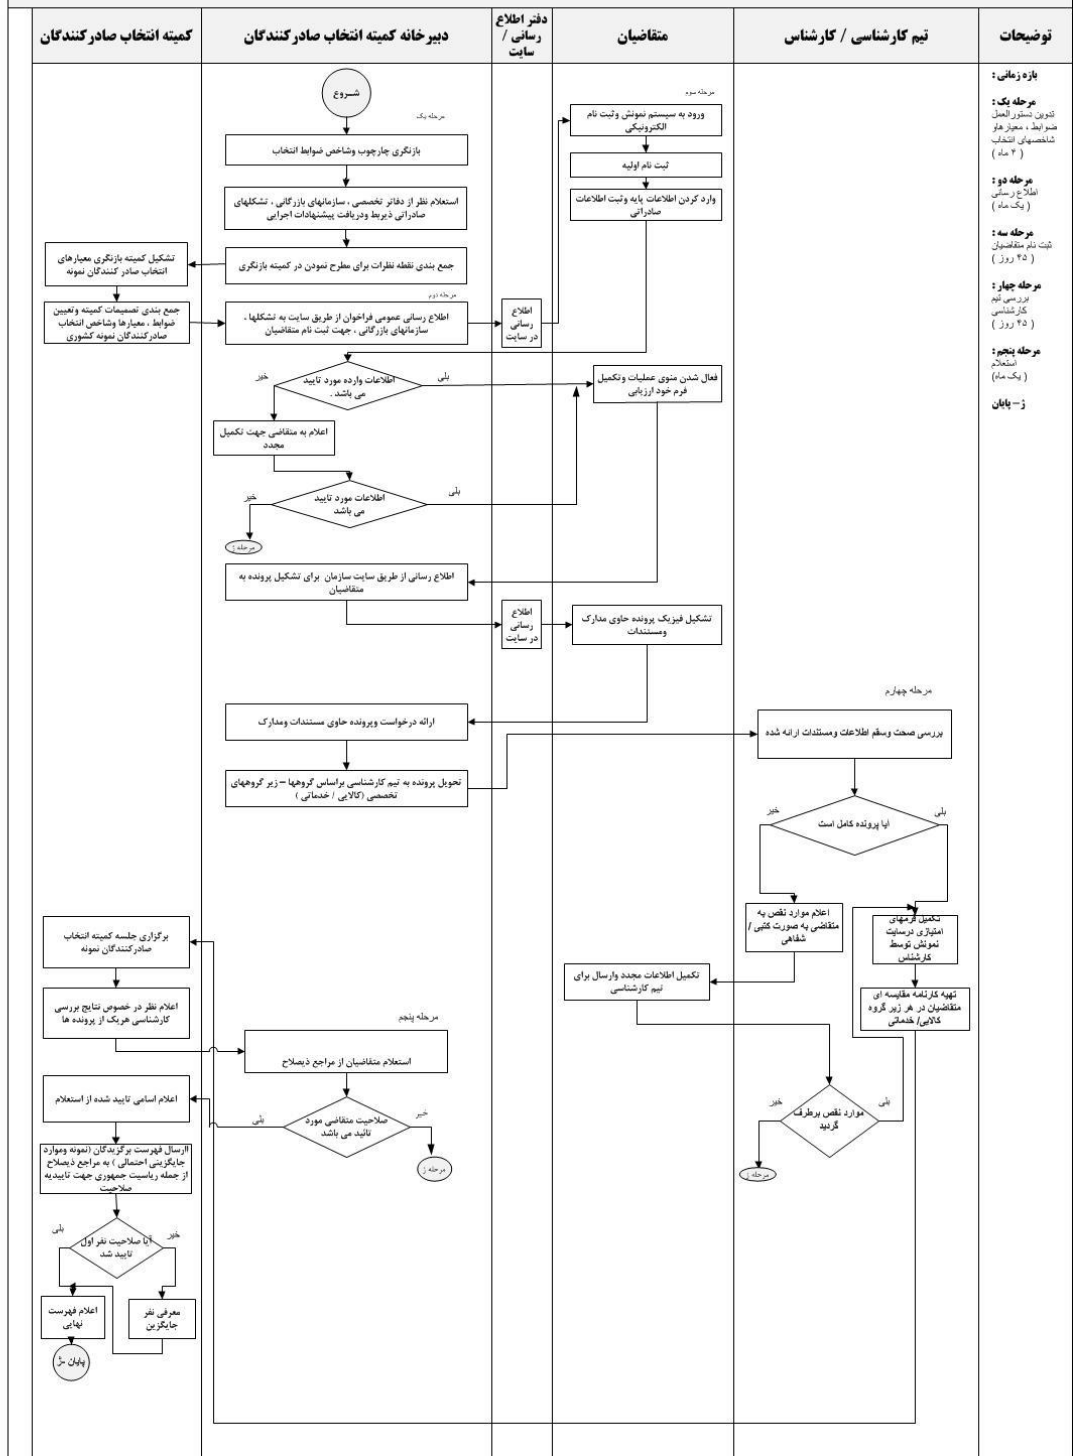 توضیحات
تیم کارشناسی / کارشناس
متقاضیان
دفتر اطلاع
رسانی /
سایت
دبیرخانه کمیته انتخاب صادرکنندگان
کمیته انتخاب صادرکنندگان
بازه زمانی :
مرحله یک :
تدوین دستورالعمل
ضوابط ، معیارهاو
شاخصهای انتخاب
( ۴ ماه )
مرحله دو :
اطلاع رسانی
( یک ماه )
مرحله سه :
ثبت نام متقاضیان
( ۴۵ روز )
مرحله چهار :
بررسی تیم
کارشناسی
( ۴۵ روز )
مرحله پنجم :
استعلام
( یک ماه)
ژ – پایان
شــروع
مرحله یک
بازنگری چارچوب وشاخص ضوابط انتخاب
استعلام نظر از دفاتر تخصصی ، سازمانهای بازرگانی ، تشکلهای
صادراتی ذیربط ودریافت پیشنهادات اجرایی
جمع بندی نقطه نظرات برای مطرح نمودن در کمیته بازنگری
تشکیل کمیته بازنگری معیارهای
انتخاب صادر کنندگان نمونه
جمع بندی تصمیمات کمیته وتعیین
ضوابط ، معیارها وشاخص انتخاب
صادرکنندگان نمونه کشوری
مرحله دوم
اطلاع رسانی عمومی فراخوان از طریق سایت به تشکلها ،
سازمانهای بازرگانی ، جهت ثبت نام متقاضیان
اطلاع
رسانی
در سایت
مرحله سوم
ورود به سیستم نمونش وثبت نام
الکترونیکی
ثبت نام اولیه
وارد کردن اطلاعات پایه وثبت اطلاعات
صادراتی
اطلاعات وارده مورد تایید
می باشد .
بلی
خیر
فعال شدن منوی عملیات وتکمیل
فرم خود ارزیابی
اعلام به متقاضی جهت تکمیل
مجدد
اطلاعات مورد تایید
می باشد
بلی
خیر
مرحله ژ
اطلاع رسانی از طریق سایت سازمان برای تشکیل پرونده به
متقاضیان
اطلاع
رسانی
در سایت
تشکیل فیزیک پرونده حاوی مدارک
ومستندات
ارائه درخواست وپرونده حاوی مستندات ومدارک
تحویل پرونده به تیم کارشناسی براساس گروهها – زیر گروههای
تخصصی (کالایی / خدماتی )
مرحله چهارم
بررسی صحت وسقم اطلاعات ومستندات ارائه شده
ایا پرونده کامل است
بلی
خیر
اعلام موارد نقص به
متقاضی به صورت کتبی /
شفاهی
تکمیل فرمهای
امتیازی درسایت
نمونش توسط
کارشناس
تکمیل اطلاعات مجدد وارسال برای
تیم کارشناسی
تهیه کارنامه مقایسه ای
متقاضیان در هر زیر گروه
کالایی/ خدماتی
موارد نقص برطرف
گردید
بلی
خیر
مرحله ژ
برگزاری جلسه کمیته انتخاب
صادرکنندگان نمونه
اعلام نظر در خصوص نتایج بررسی
کارشناسی هریک از پرونده ها
مرحله پنجم
استعلام متقاضیان از مراجع ذیصلاح
صلاحیت متقاضی مورد
تائید می باشد
خیر
بلی
مرحله ژ
اعلام اسامی تایید شده از استعلام
اارسال فهرست برگزیدگان (نمونه وموارد
جایگزینی احتمالی ) به مراجع ذیصلاح
از جمله ریاست جمهوری جهت تاییدیه
صلاحیت
آیا صلاحیت نفر اول
تایید شد
خیر
بلی
معرفی نفر
جایگزین
اعلام فهرست
نهایی
پایان -ژ